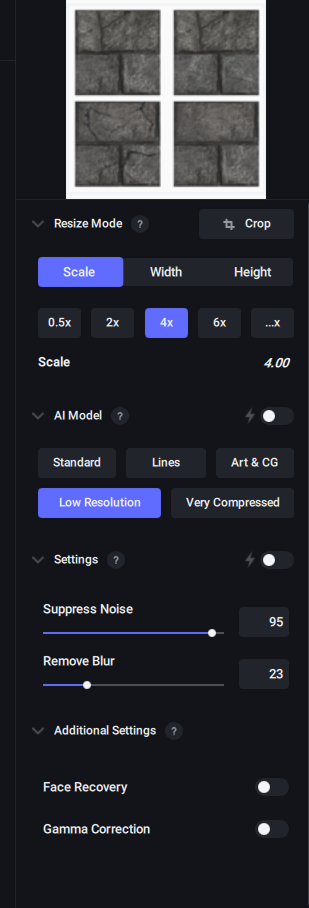 Resize Mode ? Crop
Scale Width Height
0.5x 2x 4x 6x ...x
Scale 4.00
AI Model ?
Standard Lines Art & CG
Low Resolution Very Compressed
Settings ?
Suppress Noise 95
Remove Blur 23
Additional Settings ?
Face Recovery
Gamma Correction